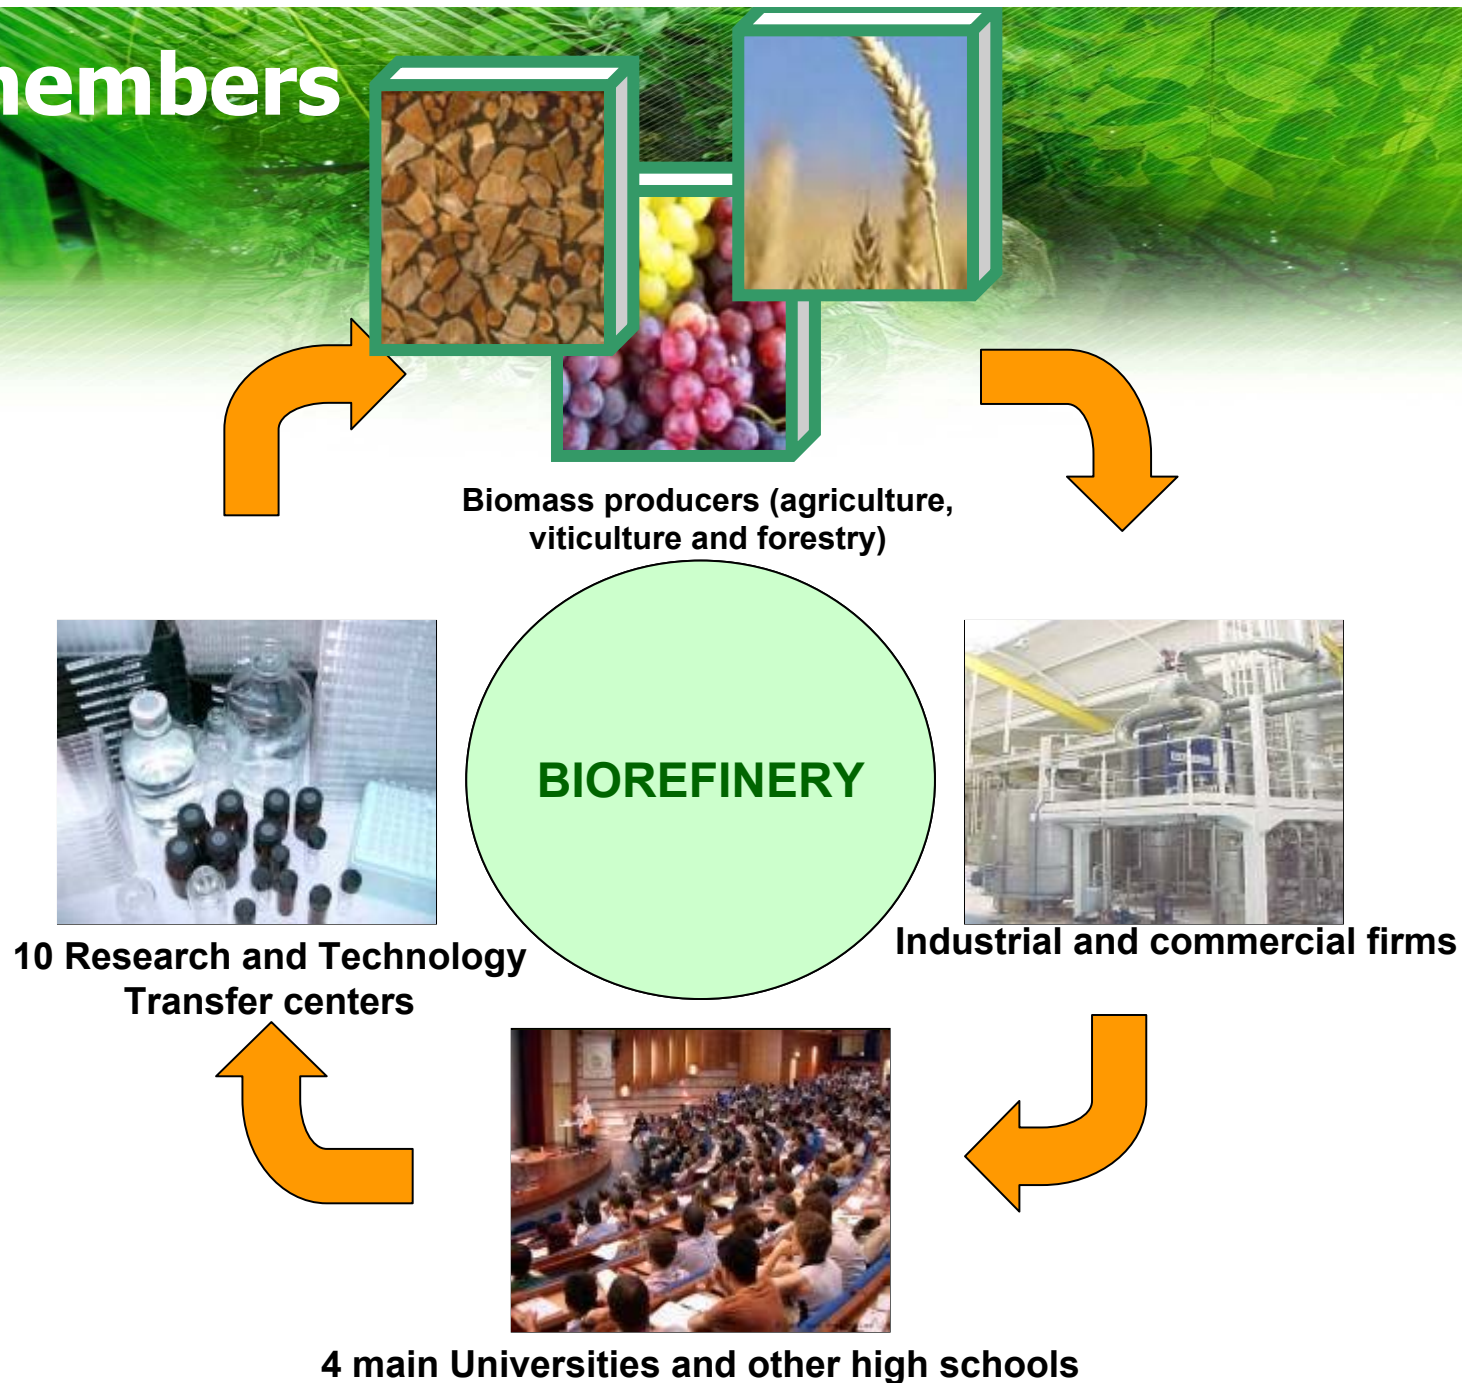 members
Biomass producers (agriculture,
viticulture and forestry)
BIOREFINERY
10 Research and Technology
Transfer centers
Industrial and commercial firms
4 main Universities and other high schools